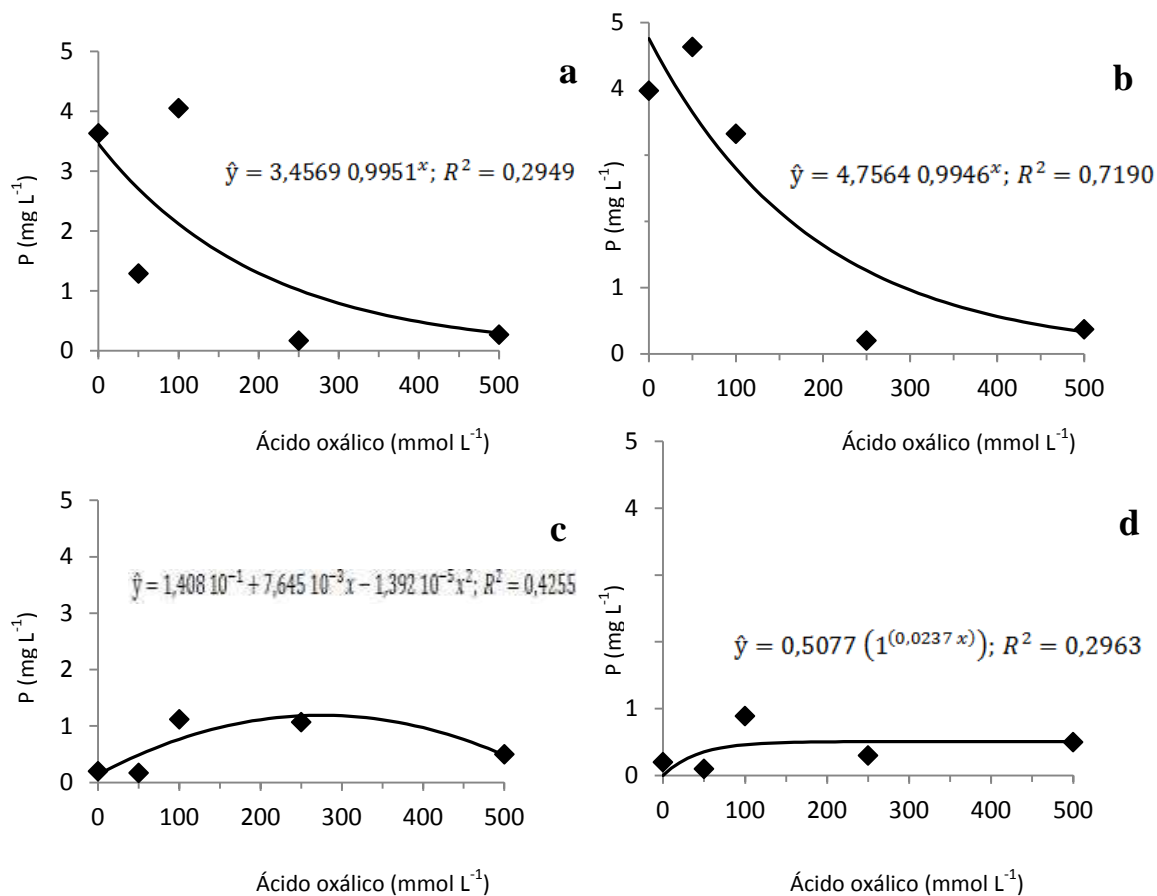 a
5
4
3
2
1
0
P (mg L⁻¹)
ŷ = 3,4569 0,9951ˣ; R² = 0,2949
0 100 200 300 400 500
Ácido oxálico (mmol L⁻¹)
b
5
4
1
0
P (mg L⁻¹)
ŷ = 4,7564 0,9946ˣ; R² = 0,7190
0 100 200 300 400 500
Ácido oxálico (mmol L⁻¹)
c
5
4
3
2
1
0
P (mg L⁻¹)
ŷ = 1,408 10⁻¹ + 7,645 10⁻³x − 1,392 10⁻⁵x²; R² = 0,4255
0 100 200 300 400 500
Ácido oxálico (mmol L⁻¹)
d
5
4
1
0
P (mg L⁻¹)
ŷ = 0,5077 (1^(0,0237 x)); R² = 0,2963
0 100 200 300 400 500
Ácido oxálico (mmol L⁻¹)